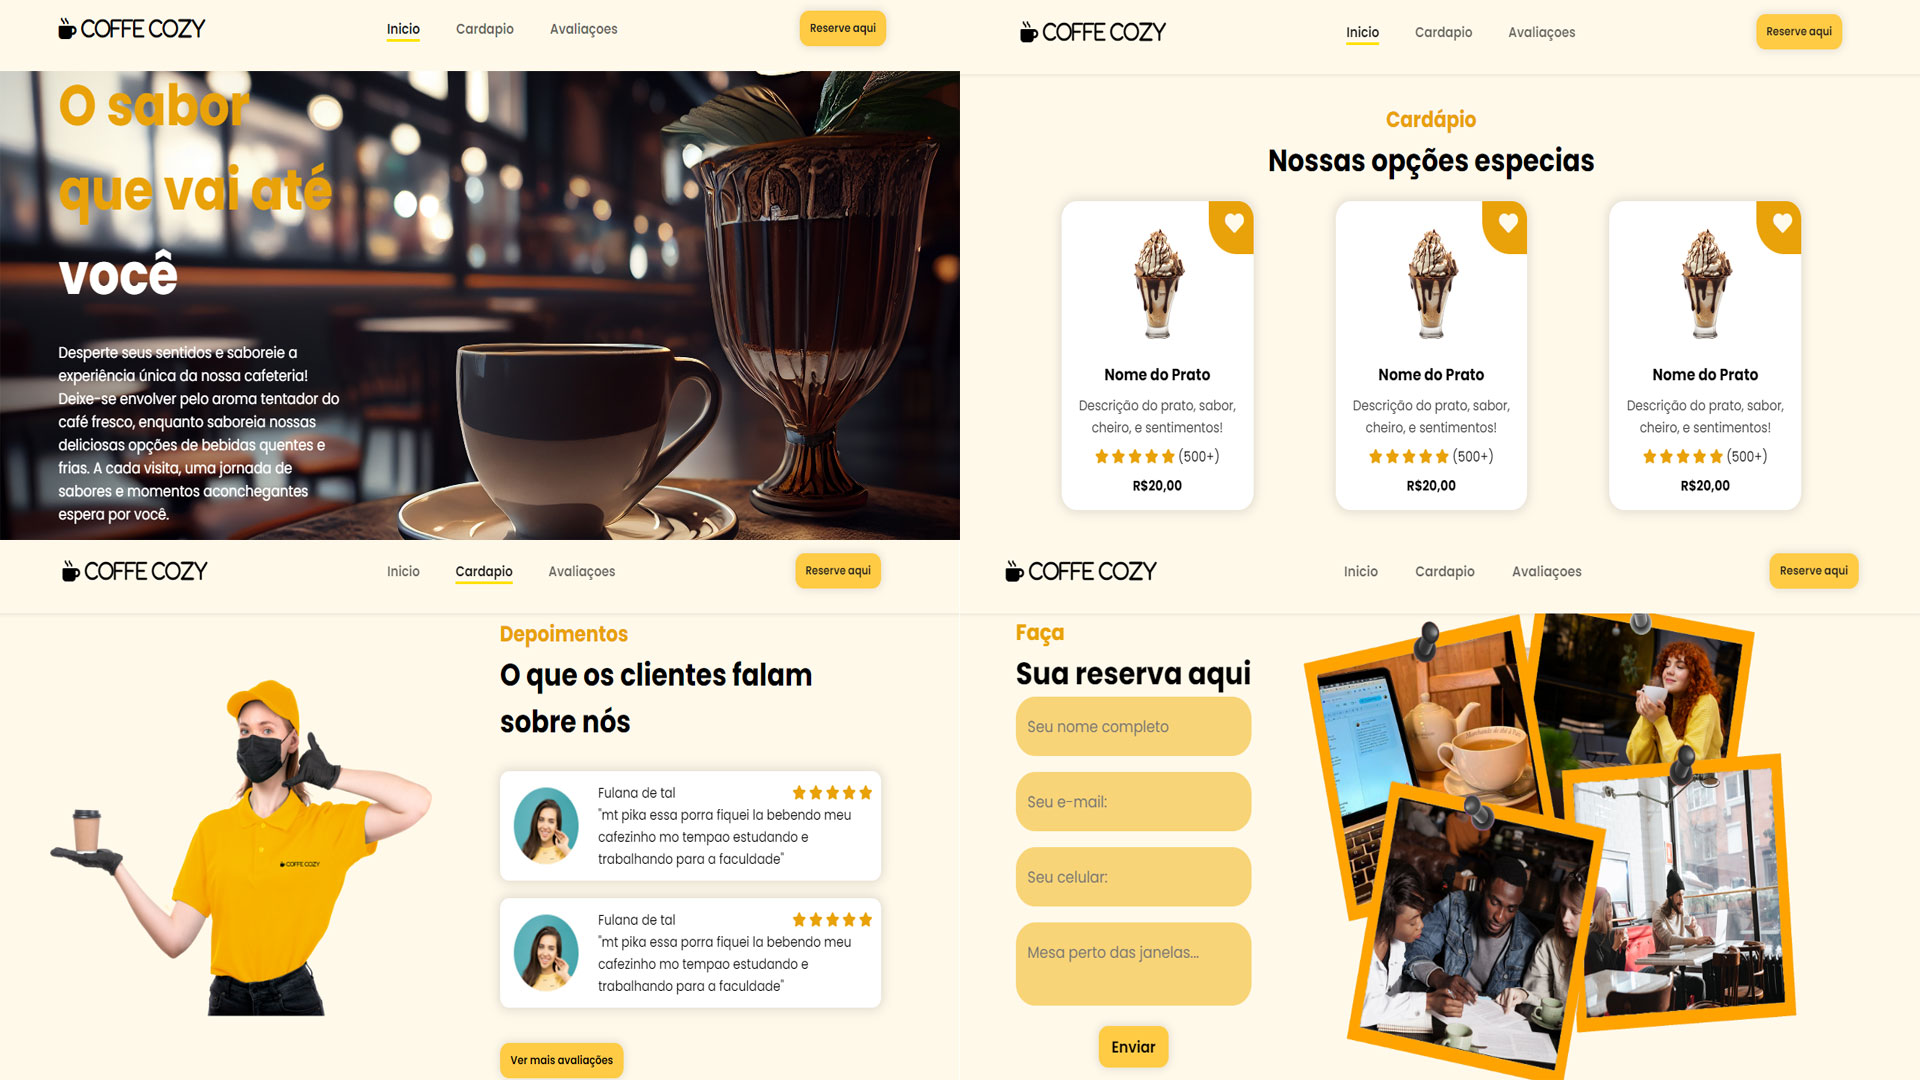 COFFE COZY
Inicio Cardapio Avaliaçoes
Reserve aqui
O sabor
que vai até
você
Desperte seus sentidos e saboreie a
experiência única da nossa cafeteria!
Deixe-se envolver pelo aroma tentador do
café fresco, enquanto saboreia nossas
deliciosas opções de bebidas quentes e
frias. A cada visita, uma jornada de
sabores e momentos aconchegantes
espera por você.
COFFE COZY
Inicio Cardapio Avaliaçoes
Reserve aqui
Cardápio
Nossas opções especias
Nome do Prato
Descrição do prato, sabor,
cheiro, e sentimentos!
(500+)
R$20,00
Nome do Prato
Descrição do prato, sabor,
cheiro, e sentimentos!
(500+)
R$20,00
Nome do Prato
Descrição do prato, sabor,
cheiro, e sentimentos!
(500+)
R$20,00
COFFE COZY
Inicio Cardapio Avaliaçoes
Reserve aqui
COFFE COZY
Depoimentos
O que os clientes falam
sobre nós
Fulana de tal
"mt pika essa porra fiquei la bebendo meu
cafezinho mo tempao estudando e
trabalhando para a faculdade"
Fulana de tal
"mt pika essa porra fiquei la bebendo meu
cafezinho mo tempao estudando e
trabalhando para a faculdade"
Ver mais avaliações
COFFE COZY
Inicio Cardapio Avaliaçoes
Reserve aqui
Faça
Sua reserva aqui
Seu nome completo
Seu e-mail:
Seu celular:
Mesa perto das janelas...
Enviar